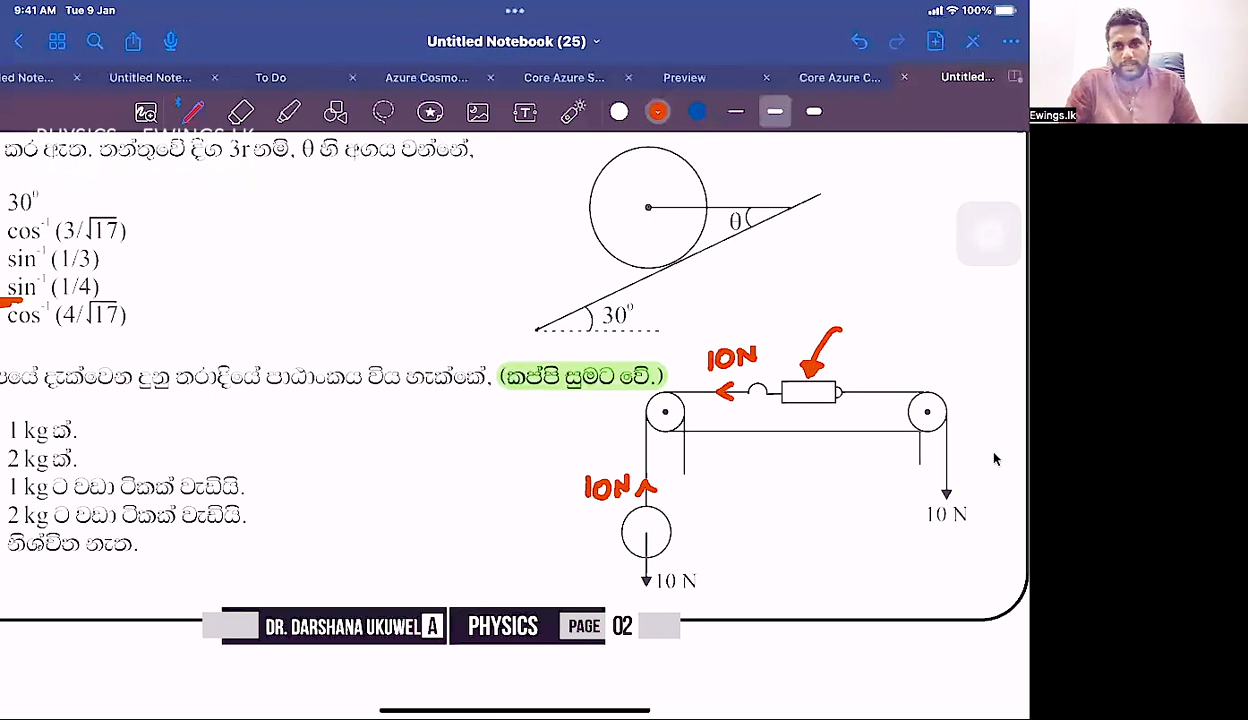 9:41 AM Tue 9 Jan
100%
Untitled Notebook (25)
ed Note...
Untitled Note...
To Do
Azure Cosmo...
Core Azure S...
Preview
Core Azure C...
Untitled...
Ewings.lk
PHYSICS EWINGS.LK
කර ඇත. තන්තුවේ දිග 3r නම්, θ හි අගය වන්නේ,
30⁰
cos⁻¹ (3/√17)
sin⁻¹ (1/3)
sin⁻¹ (1/4)
cos⁻¹ (4/√17)
θ
30⁰
යේ දැක්වෙන දුනු තරාදියේ පාඨාංකය විය හැක්කේ, (කප්පි සුමට වේ.)
1 kg ක්.
2 kg ක්.
1 kg ට වඩා ටිකක් වැඩියි.
2 kg ට වඩා ටිකක් වැඩියි.
නිශ්චිත නැත.
10N
10N
10 N
10 N
DR. DARSHANA UKUWELA
PHYSICS
PAGE 02